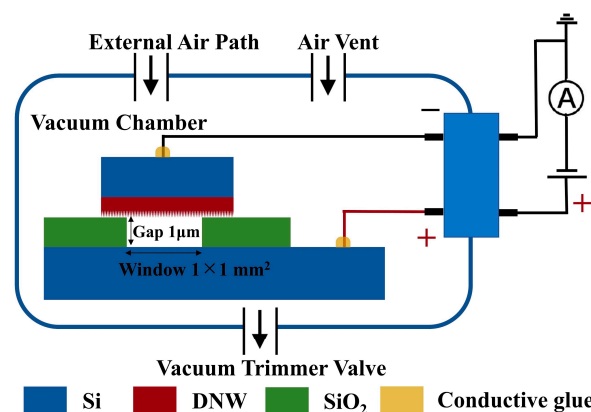 External Air Path
Air Vent
Vacuum Chamber
A
−
+
+
Gap 1μm
Window 1×1 mm²
Vacuum Trimmer Valve
Si
DNW
SiO₂
Conductive glue